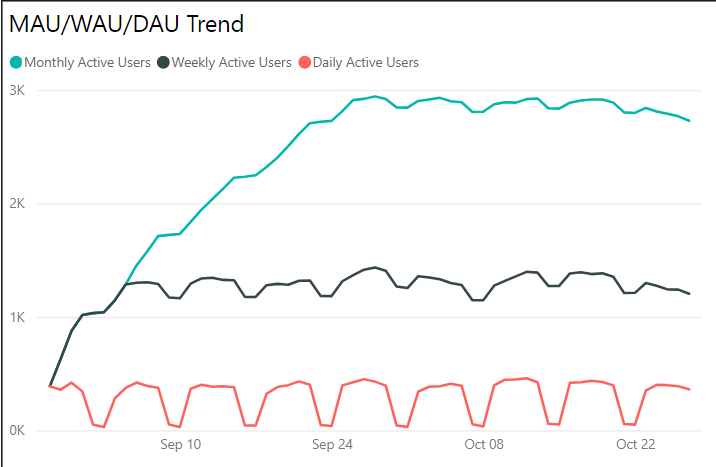 MAU/WAU/DAU Trend
Monthly Active Users Weekly Active Users Daily Active Users
3K
2K
1K
0K
Sep 10 Sep 24 Oct 08 Oct 22